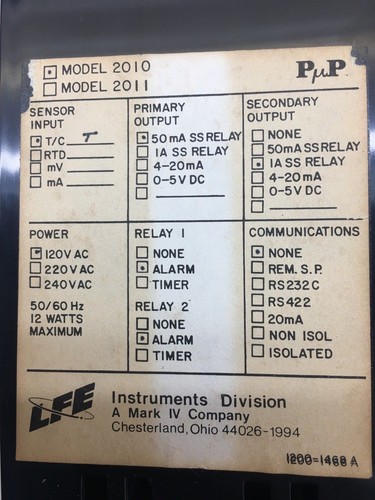 MODEL 2010 PμP
MODEL 2011
SENSOR INPUT
T/C T
RTD
mV
mA
PRIMARY OUTPUT
50mA SS RELAY
1A SS RELAY
4-20mA
0-5V DC
SECONDARY OUTPUT
NONE
50mA SS RELAY
1A SS RELAY
4-20mA
0-5V DC
POWER
120V AC
220V AC
240V AC
50/60 Hz
12 WATTS
MAXIMUM
RELAY 1
NONE
ALARM
TIMER
RELAY 2
NONE
ALARM
TIMER
COMMUNICATIONS
NONE
REM. S.P.
RS232C
RS422
20mA
NON ISOL
ISOLATED
LFE
Instruments Division
A Mark IV Company
Chesterland, Ohio 44026-1994